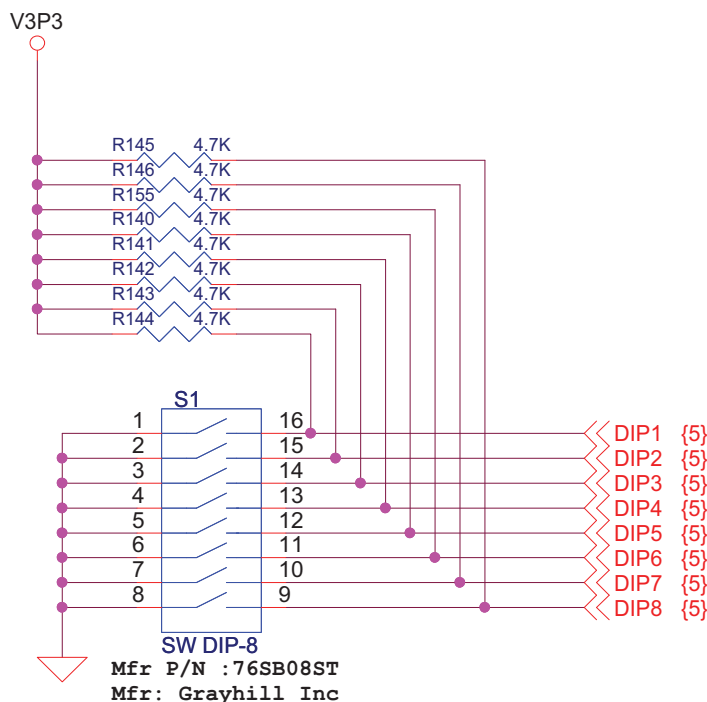 V3P3
R145 4.7K
R146 4.7K
R155 4.7K
R140 4.7K
R141 4.7K
R142 4.7K
R143 4.7K
R144 4.7K
S1
1 16 DIP1 {5}
2 15 DIP2 {5}
3 14 DIP3 {5}
4 13 DIP4 {5}
5 12 DIP5 {5}
6 11 DIP6 {5}
7 10 DIP7 {5}
8 9 DIP8 {5}
SW DIP-8
Mfr P/N :76SB08ST
Mfr: Grayhill Inc